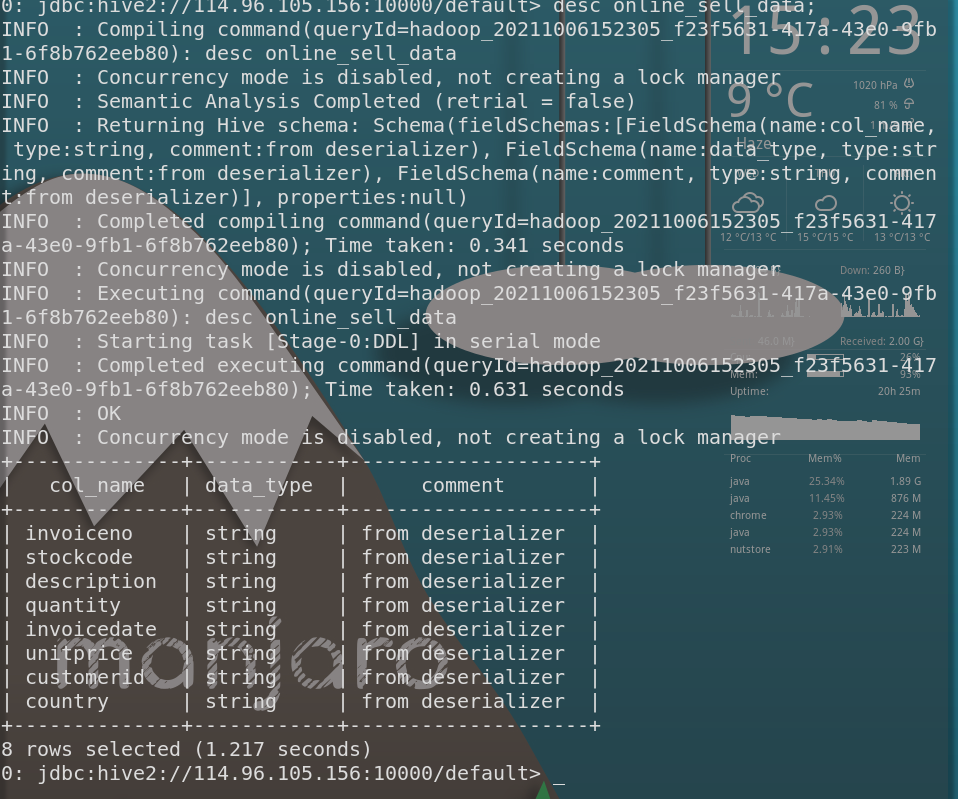 0: jdbc:hive2://114.96.105.156:10000/default> desc online_sell_data;
INFO  : Compiling command(queryId=hadoop_20211006152305_f23f5631-417a-43e0-9fb
1-6f8b762eeb80): desc online_sell_data
INFO  : Concurrency mode is disabled, not creating a lock manager
INFO  : Semantic Analysis Completed (retrial = false)
INFO  : Returning Hive schema: Schema(fieldSchemas:[FieldSchema(name:col_name,
 type:string, comment:from deserializer), FieldSchema(name:data_type, type:str
ing, comment:from deserializer), FieldSchema(name:comment, type:string, commen
t:from deserializer)], properties:null)
INFO  : Completed compiling command(queryId=hadoop_20211006152305_f23f5631-417
a-43e0-9fb1-6f8b762eeb80); Time taken: 0.341 seconds
INFO  : Concurrency mode is disabled, not creating a lock manager
INFO  : Executing command(queryId=hadoop_20211006152305_f23f5631-417a-43e0-9fb
1-6f8b762eeb80): desc online_sell_data
INFO  : Starting task [Stage-0:DDL] in serial mode
INFO  : Completed executing command(queryId=hadoop_20211006152305_f23f5631-417
a-43e0-9fb1-6f8b762eeb80); Time taken: 0.631 seconds
INFO  : OK
INFO  : Concurrency mode is disabled, not creating a lock manager
+--------------+------------+--------------------+
|   col_name   | data_type  |      comment       |
+--------------+------------+--------------------+
| invoiceno    | string     | from deserializer  |
| stockcode    | string     | from deserializer  |
| description  | string     | from deserializer  |
| quantity     | string     | from deserializer  |
| invoicedate  | string     | from deserializer  |
| unitprice    | string     | from deserializer  |
| customerid   | string     | from deserializer  |
| country      | string     | from deserializer  |
+--------------+------------+--------------------+
8 rows selected (1.217 seconds)
0: jdbc:hive2://114.96.105.156:10000/default> _
manjaro
15:23
9°C
1020 hPa
81 %
Haze
12 °C/13 °C 15 °C/15 °C 13 °C/13 °C
Down: 260 B}
46.0 M} Received: 2.00 G}
26%
Mem: 93%
Uptime: 20h 25m
Proc Mem% Mem
java 25.34% 1.89 G
java 11.45% 876 M
chrome 2.93% 224 M
java 2.93% 224 M
nutstore 2.91% 223 M